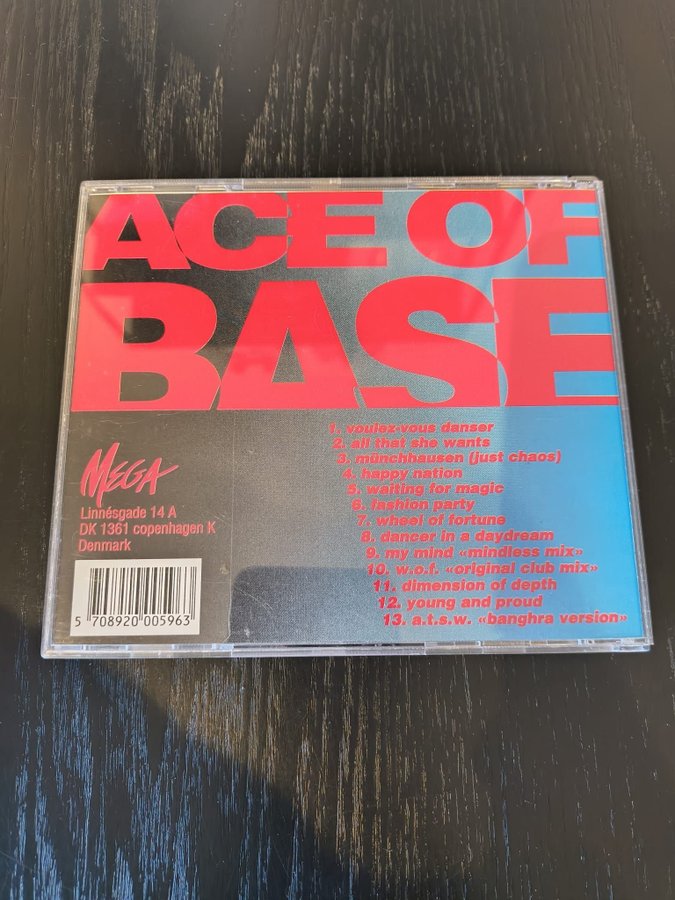 ACE OF
BASE
1. voulez-vous danser
2. all that she wants
3. münchhausen (just chaos)
4. happy nation
5. waiting for magic
6. fashion party
7. wheel of fortune
8. dancer in a daydream
9. my mind «mindless mix»
10. w.o.f. «original club mix»
11. dimension of depth
12. young and proud
13. a.t.s.w. «banghra version»
MEGA
Linnésgade 14 A
DK 1361 copenhagen K
Denmark
5 708920 005963